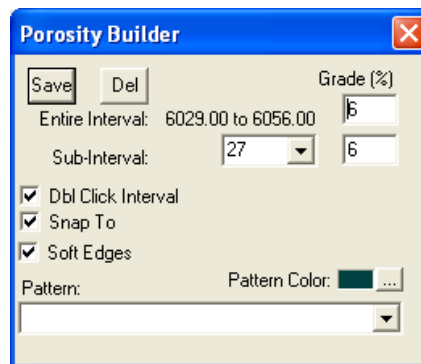 Porosity Builder
Save Del Grade (%)
Entire Interval: 6029.00 to 6056.00 6
Sub-Interval: 27 6
Dbl Click Interval
Snap To
Soft Edges
Pattern: Pattern Color: ...